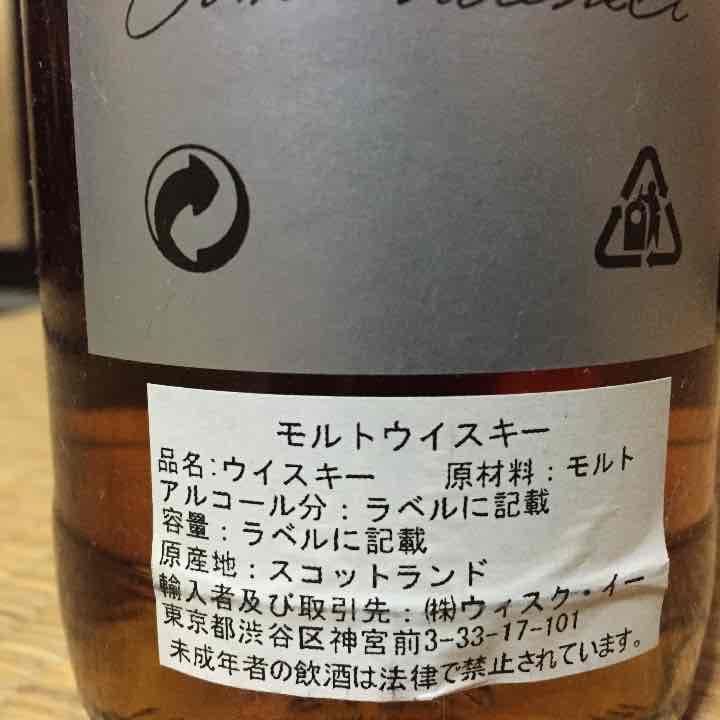 モルトウイスキー
品名:ウイスキー 原材料:モルト
アルコール分:ラベルに記載
容量:ラベルに記載
原産地:スコットランド
輸入者及び取引先:㈱ウィスク・イー
東京都渋谷区神宮前3-33-17-101
未成年者の飲酒は法律で禁止されています。